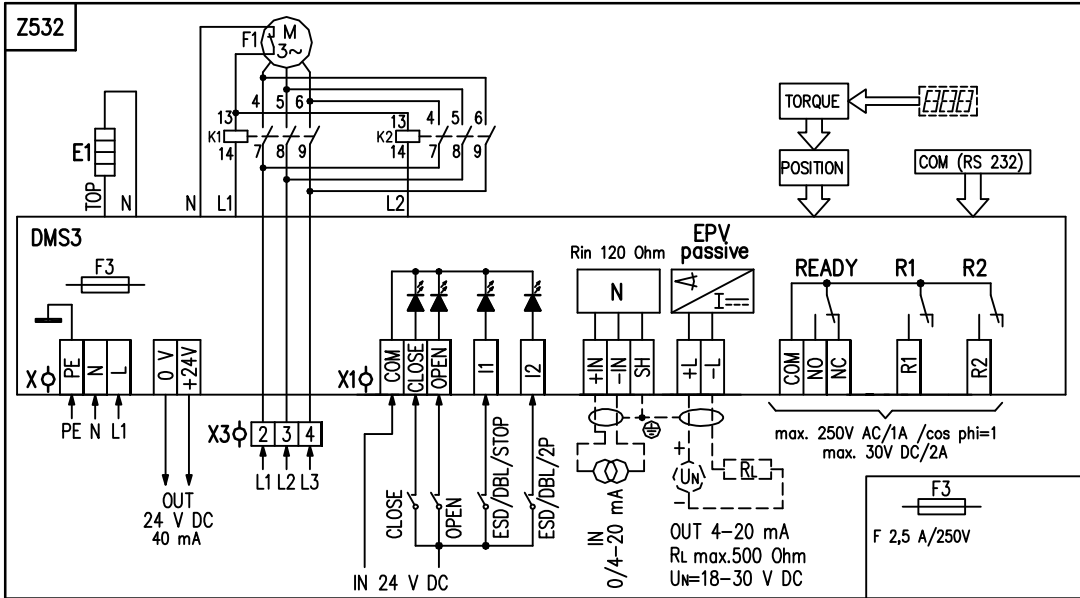 Z532
F1
M
3~
4 5 6
13
K1
14
7 8 9
13
K2
14
4 5 6
7 8 9
E1
TOP
N
N
L1
L2
TORQUE
POSITION
COM (RS 232)
DMS3
F3
X
PE
N
L
PE N L1
0 V
+24V
OUT
24 V DC
40 mA
X3
2 3 4
L1 L2 L3
X1
COM
CLOSE
OPEN
I1
I2
CLOSE
OPEN
ESD/DBL/STOP
ESD/DBL/2P
IN 24 V DC
Rin 120 Ohm
N
+IN
-IN
SH
IN
0/4-20 mA
EPV
passive
I
+L
-L
+
UN
-
RL
OUT 4-20 mA
RL max.500 Ohm
UN=18-30 V DC
READY
R1
R2
COM
NO
NC
R1
R2
max. 250V AC/1A /cos phi=1
max. 30V DC/2A
F3
F 2,5 A/250V